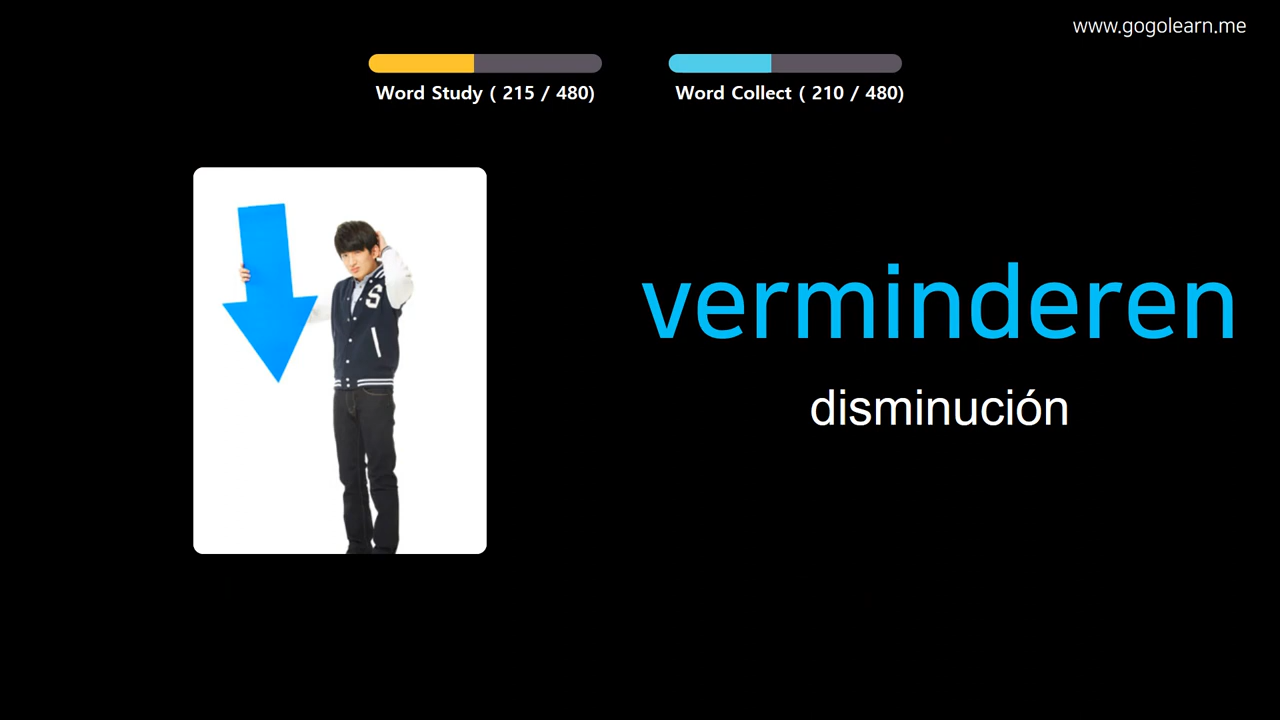 www.gogolearn.me
Word Study ( 215 / 480)
Word Collect ( 210 / 480)
S
verminderen
disminución